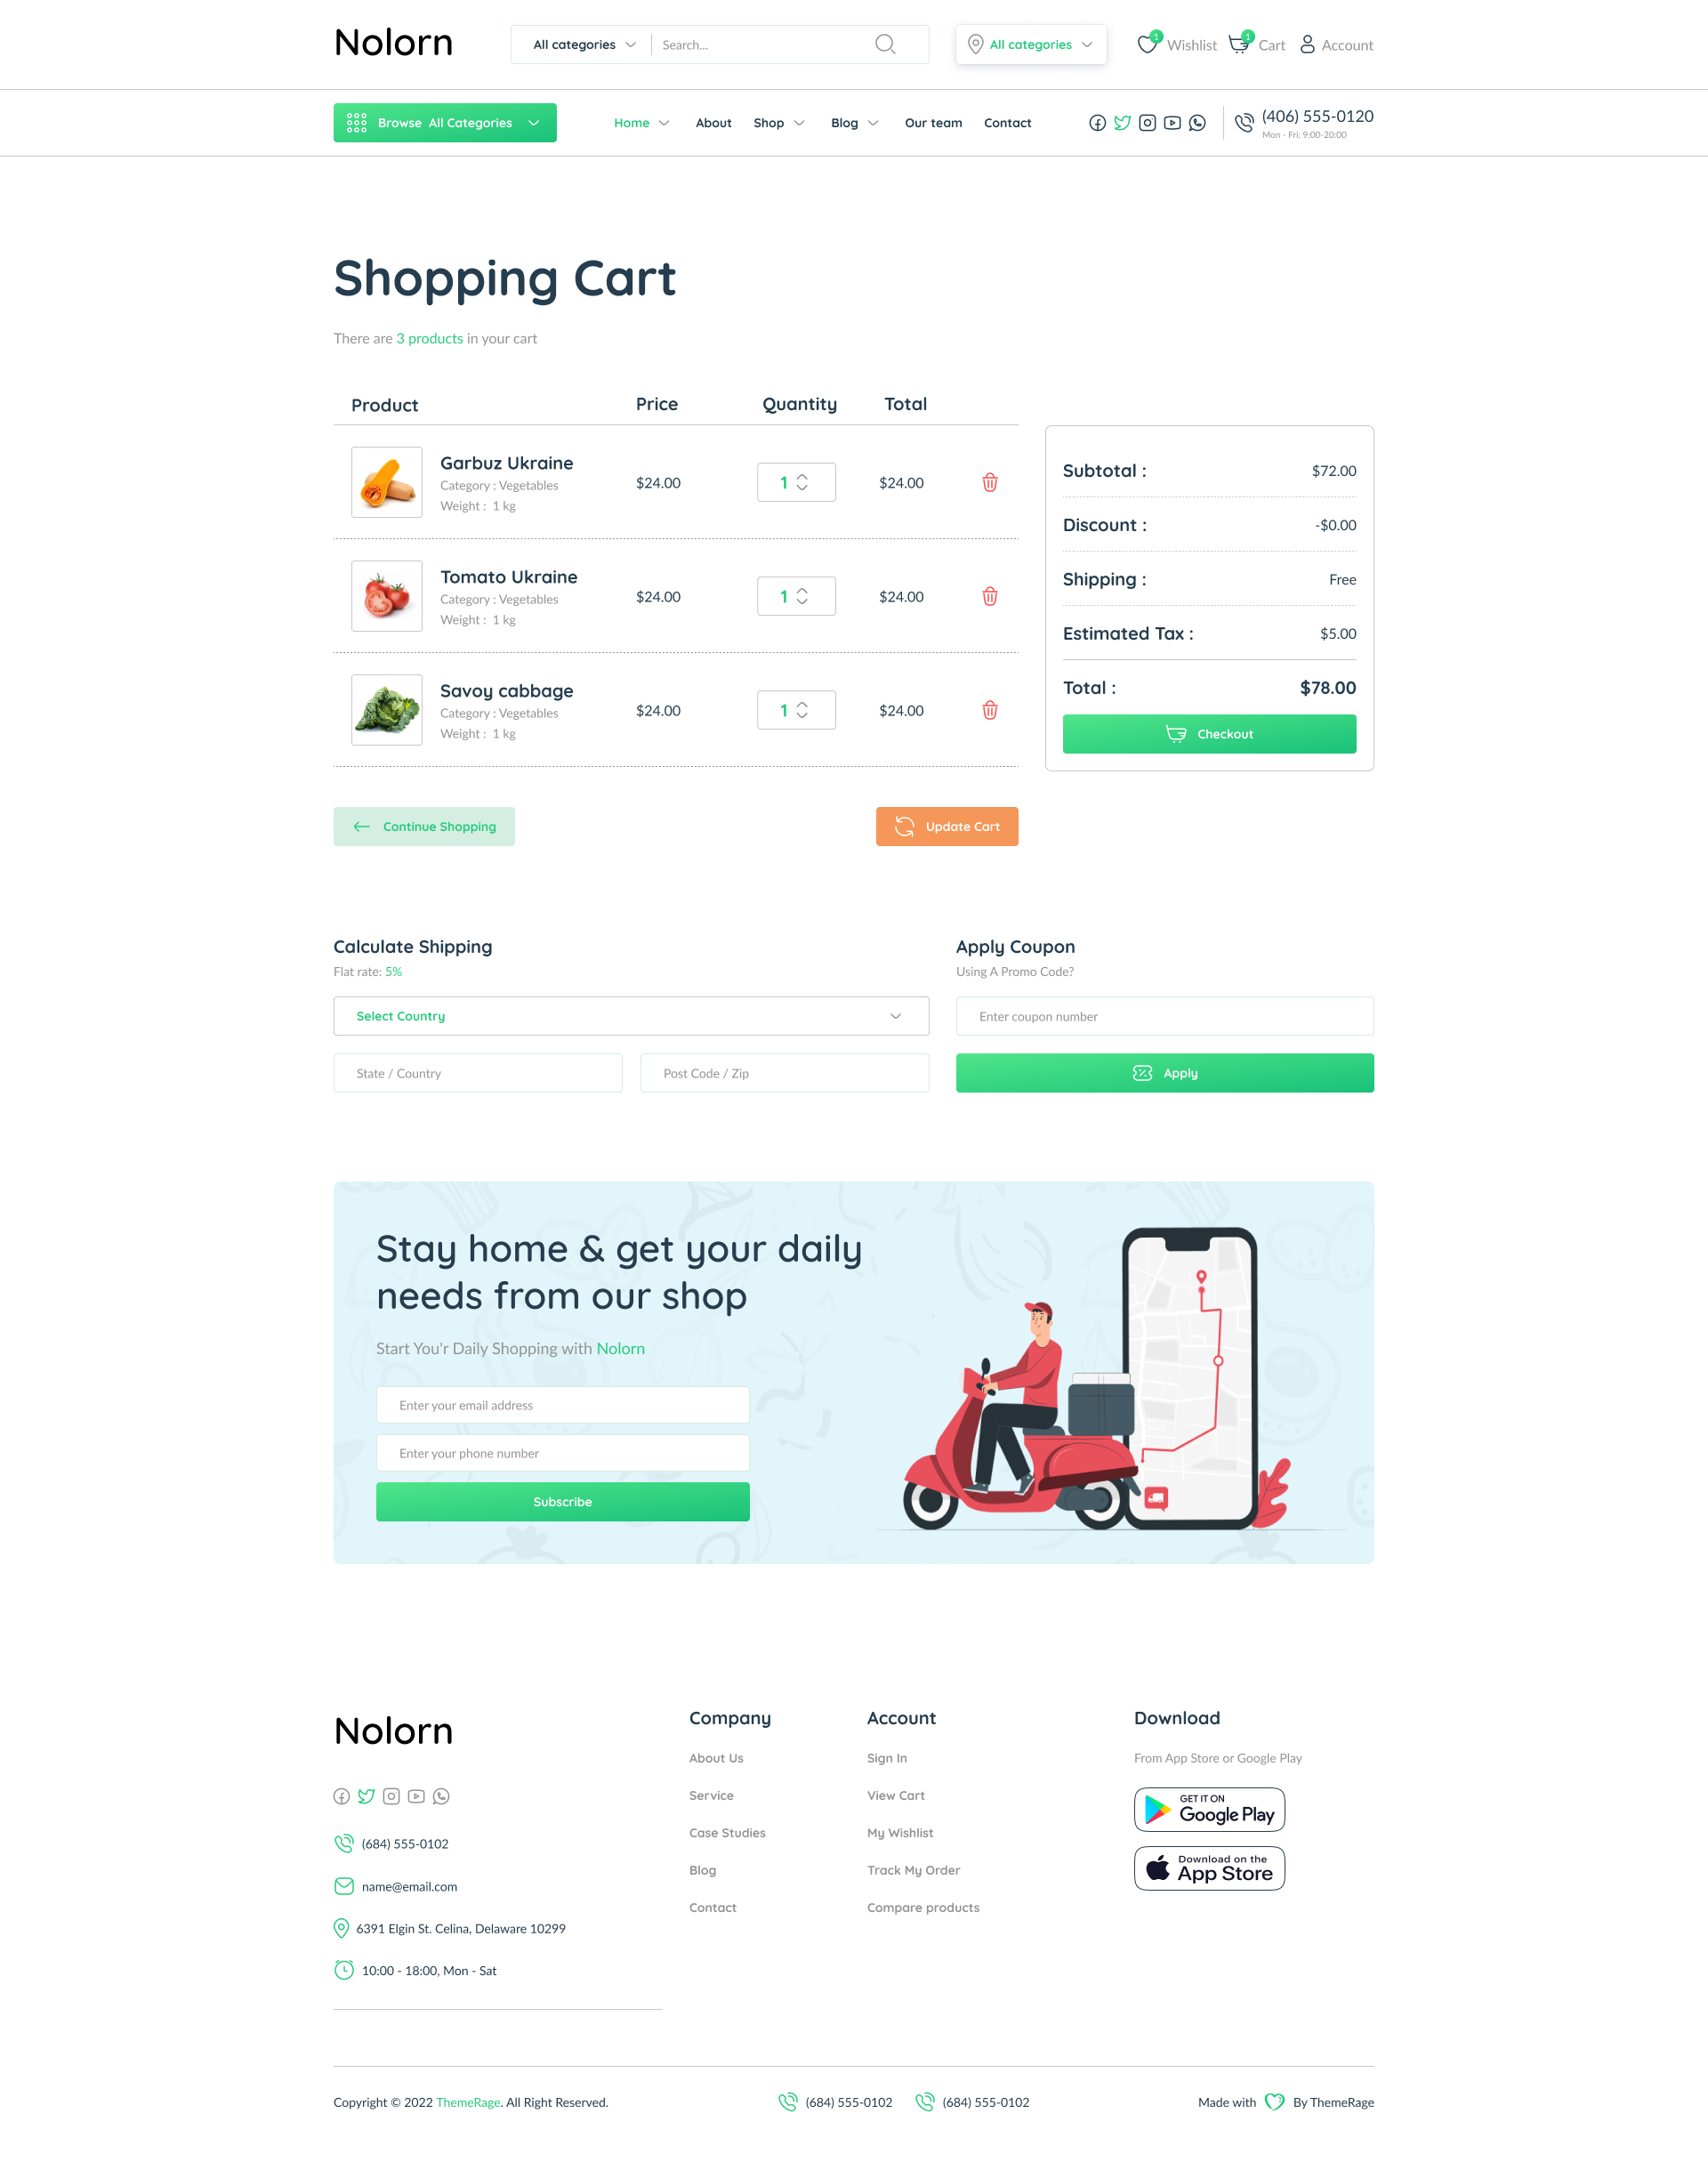 Nolorn
All categories
Search...
All categories
1
Wishlist
1
Cart
Account
Browse All Categories
Home
About
Shop
Blog
Our team
Contact
(406) 555-0120
Mon - Fri: 9:00-20:00
Shopping Cart
There are 3 products in your cart
Product Price Quantity Total
Garbuz Ukraine
Category : Vegetables
Weight : 1 kg
$24.00 1 $24.00
Tomato Ukraine
Category : Vegetables
Weight : 1 kg
$24.00 1 $24.00
Savoy cabbage
Category : Vegetables
Weight : 1 kg
$24.00 1 $24.00
Subtotal : $72.00
Discount : -$0.00
Shipping : Free
Estimated Tax : $5.00
Total : $78.00
Checkout
Continue Shopping
Update Cart
Calculate Shipping
Flat rate: 5%
Select Country
State / Country
Post Code / Zip
Apply Coupon
Using A Promo Code?
Enter coupon number
Apply
Stay home & get your daily
needs from our shop
Start You'r Daily Shopping with Nolorn
Enter your email address
Enter your phone number
Subscribe
Nolorn
(684) 555-0102
name@email.com
6391 Elgin St. Celina, Delaware 10299
10:00 - 18:00, Mon - Sat
Company
About Us
Service
Case Studies
Blog
Contact
Account
Sign In
View Cart
My Wishlist
Track My Order
Compare products
Download
From App Store or Google Play
GET IT ON
Google Play
Download on the
App Store
Copyright © 2022 ThemeRage. All Right Reserved.
(684) 555-0102
(684) 555-0102
Made with By ThemeRage